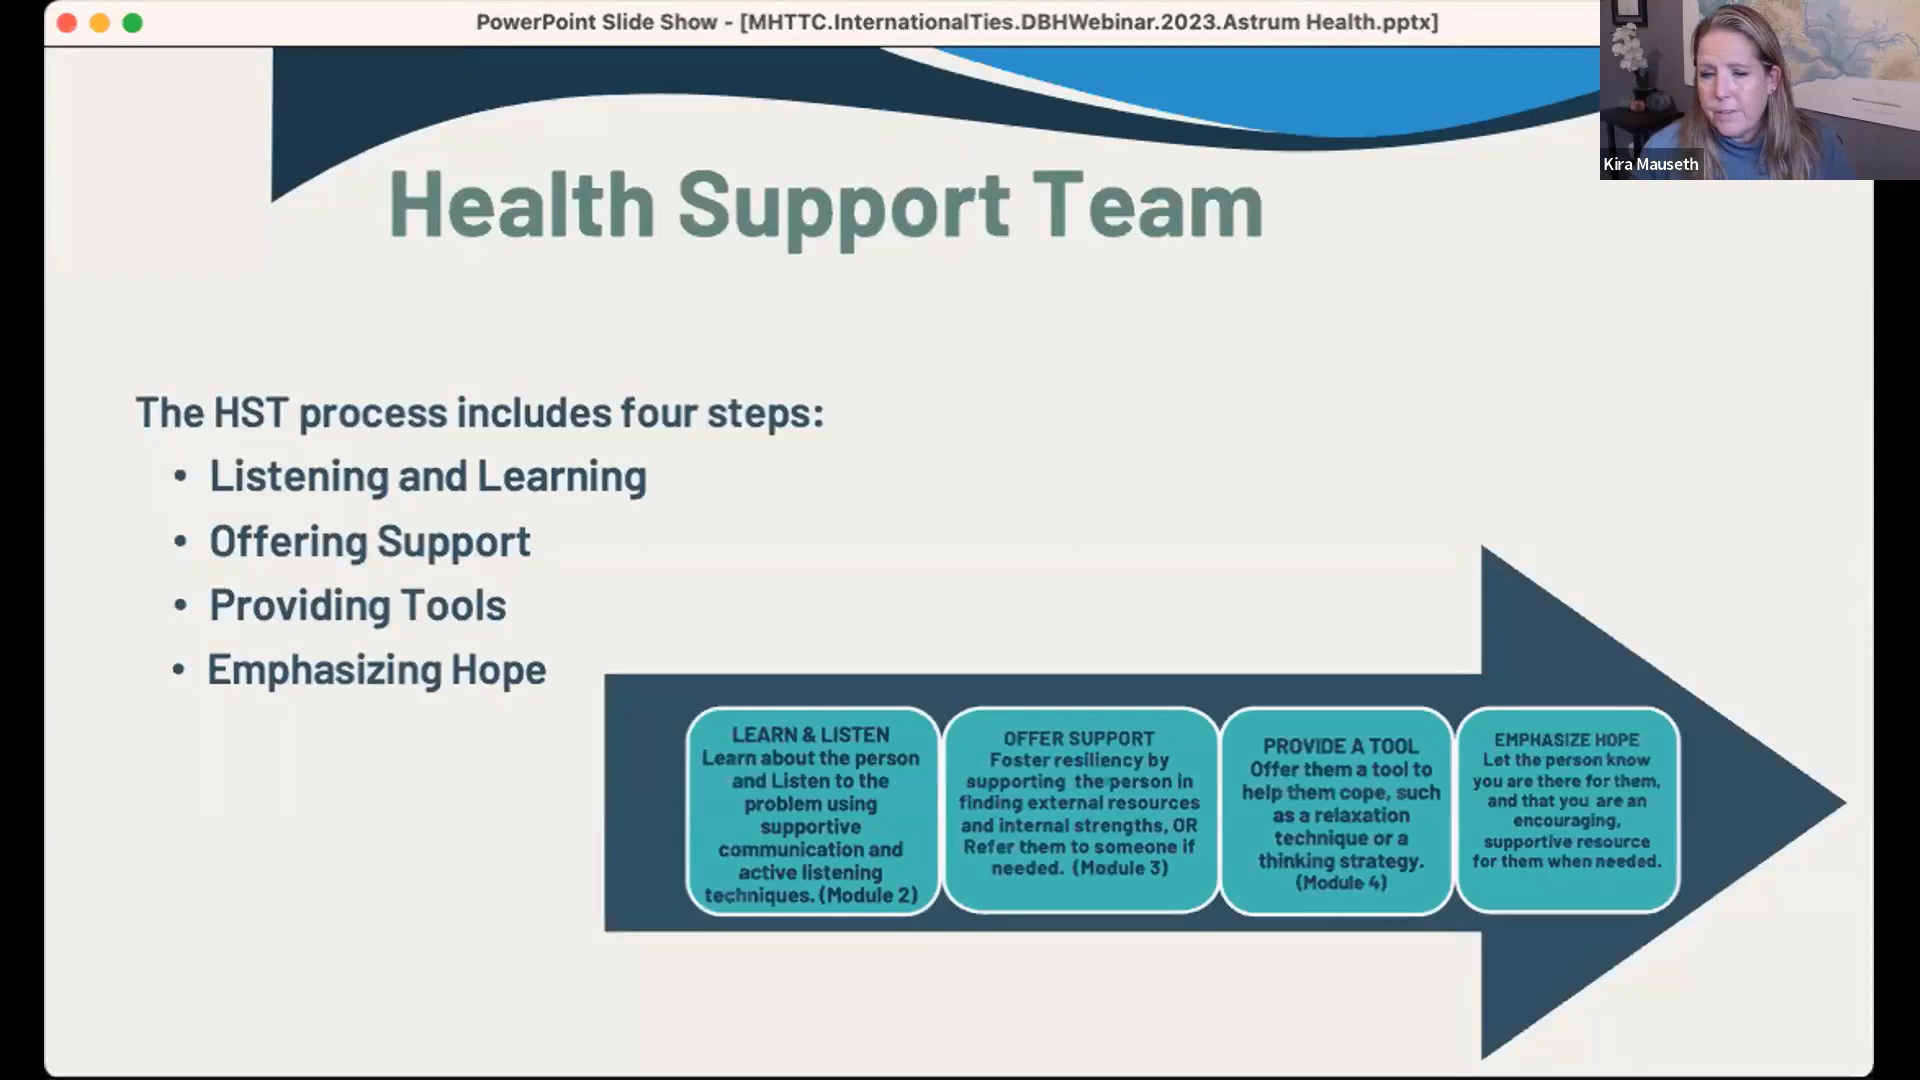 PowerPoint Slide Show - [MHTTC.InternationalTies.DBHWebinar.2023.Astrum Health.pptx]
Kira Mauseth
Health Support Team
The HST process includes four steps:
• Listening and Learning
• Offering Support
• Providing Tools
• Emphasizing Hope
LEARN & LISTEN
Learn about the person
and Listen to the
problem using
supportive
communication and
active listening
techniques. (Module 2)
OFFER SUPPORT
Foster resiliency by
supporting the person in
finding external resources
and internal strengths, OR
Refer them to someone if
needed. (Module 3)
PROVIDE A TOOL
Offer them a tool to
help them cope, such
as a relaxation
technique or a
thinking strategy.
(Module 4)
EMPHASIZE HOPE
Let the person know
you are there for them,
and that you are an
encouraging,
supportive resource
for them when needed.